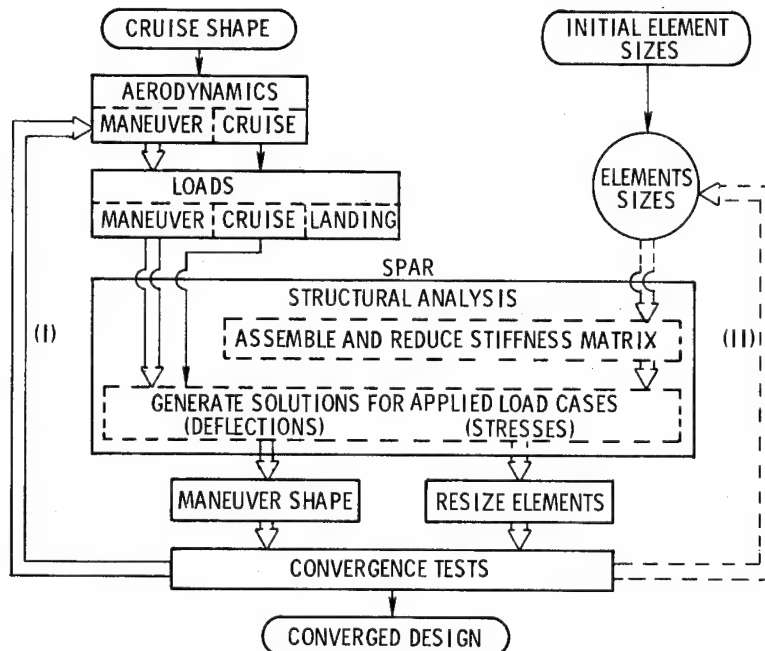 CRUISE SHAPE
INITIAL ELEMENT
SIZES
AERODYNAMICS
MANEUVER CRUISE
ELEMENTS
SIZES
LOADS
MANEUVER CRUISE LANDING
SPAR
STRUCTURAL ANALYSIS
ASSEMBLE AND REDUCE STIFFNESS MATRIX
(I)
(II)
GENERATE SOLUTIONS FOR APPLIED LOAD CASES
(DEFLECTIONS) (STRESSES)
MANEUVER SHAPE
RESIZE ELEMENTS
CONVERGENCE TESTS
CONVERGED DESIGN